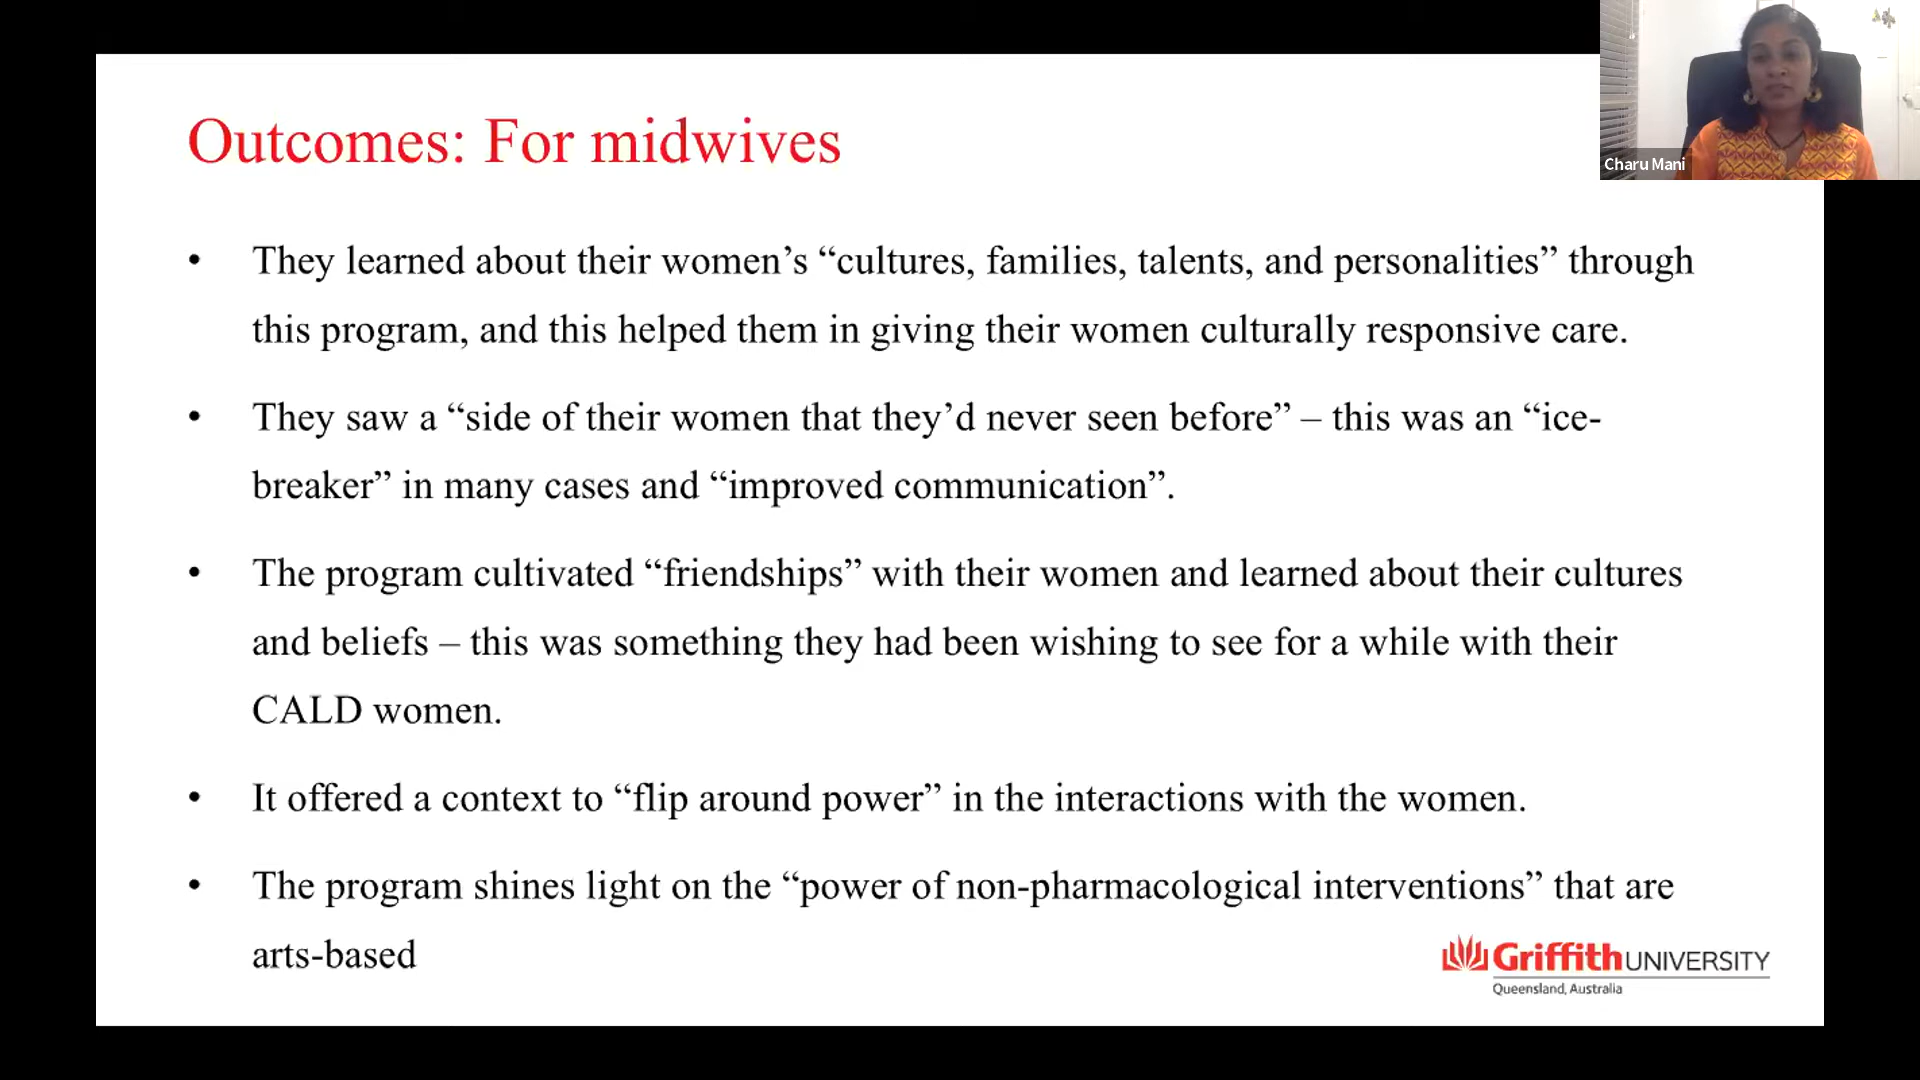 Outcomes: For midwives
Charu Mani
• They learned about their women’s “cultures, families, talents, and personalities” through
this program, and this helped them in giving their women culturally responsive care.
• They saw a “side of their women that they’d never seen before” – this was an “ice-
breaker” in many cases and “improved communication”.
• The program cultivated “friendships” with their women and learned about their cultures
and beliefs – this was something they had been wishing to see for a while with their
CALD women.
• It offered a context to “flip around power” in the interactions with the women.
• The program shines light on the “power of non-pharmacological interventions” that are
arts-based
Griffith UNIVERSITY
Queensland, Australia